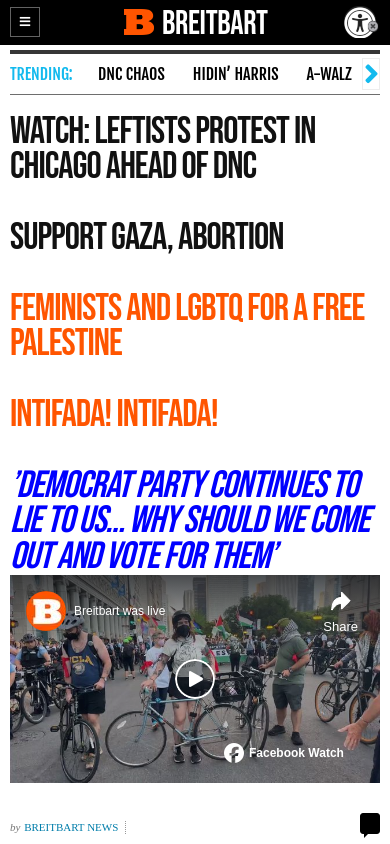 BREITBART
TRENDING:
DNC CHAOS
HIDIN’ HARRIS
A-WALZ
WATCH: LEFTISTS PROTEST IN
CHICAGO AHEAD OF DNC
SUPPORT GAZA, ABORTION
FEMINISTS AND LGBTQ FOR A FREE
PALESTINE
INTIFADA! INTIFADA!
’DEMOCRAT PARTY CONTINUES TO
LIE TO US... WHY SHOULD WE COME
OUT AND VOTE FOR THEM’
Breitbart was live
Share
Facebook Watch
by BREITBART NEWS